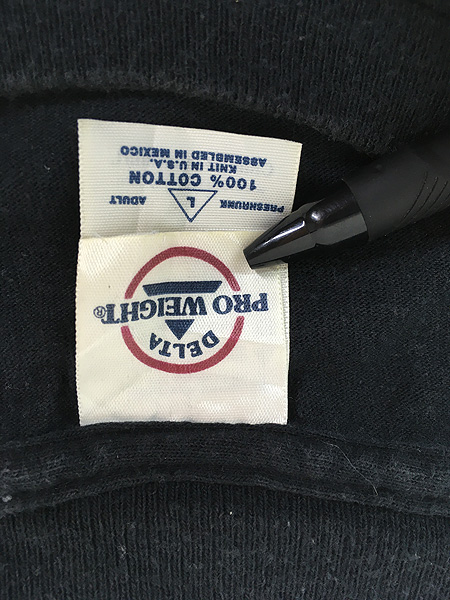 DELTA
PRO WEIGHT®
PRESHRUNK L ADULT
100% COTTON
KNIT IN U.S.A.
ASSEMBLED IN MEXICO